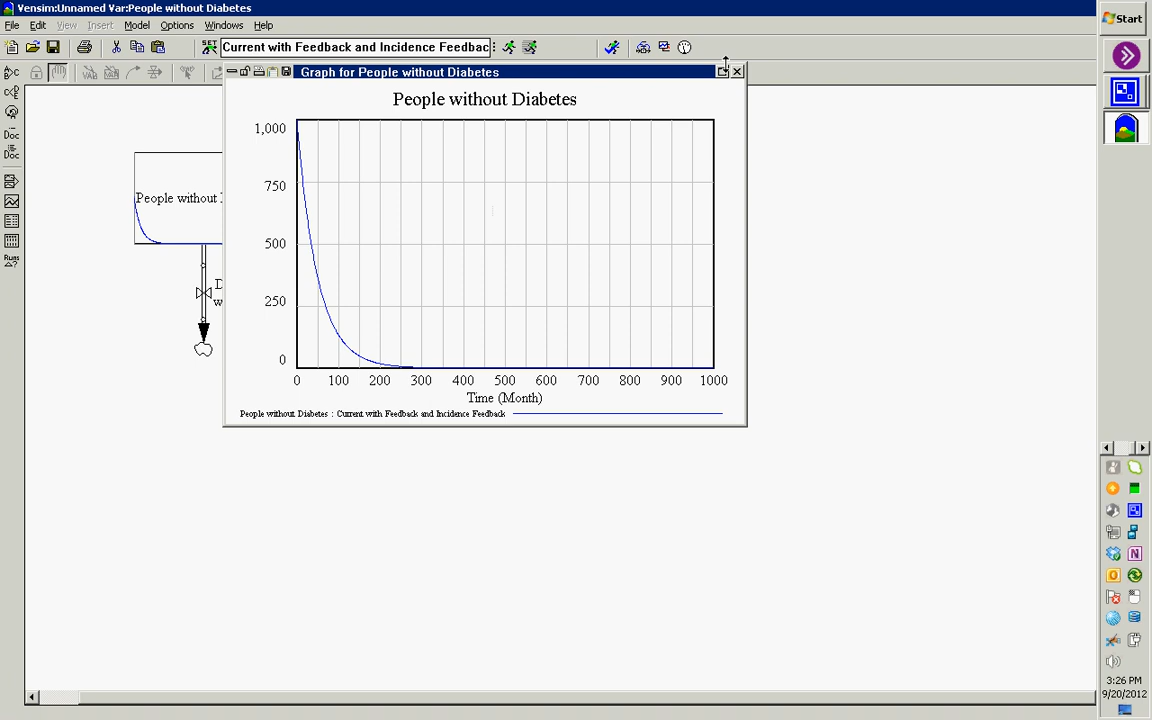 Vensim:Unnamed Var:People without Diabetes
File Edit View Insert Model Options Windows Help
SET Current with Feedback and Incidence Feedbac
Start
VAR
Graph for People without Diabetes
People without Diabetes
1,000
750
500
250
0
0 100 200 300 400 500 600 700 800 900 1000
Time (Month)
People without Diabetes : Current with Feedback and Incidence Feedback
People without
D
w
Doc
Doc
Runs
3:26 PM
9/20/2012